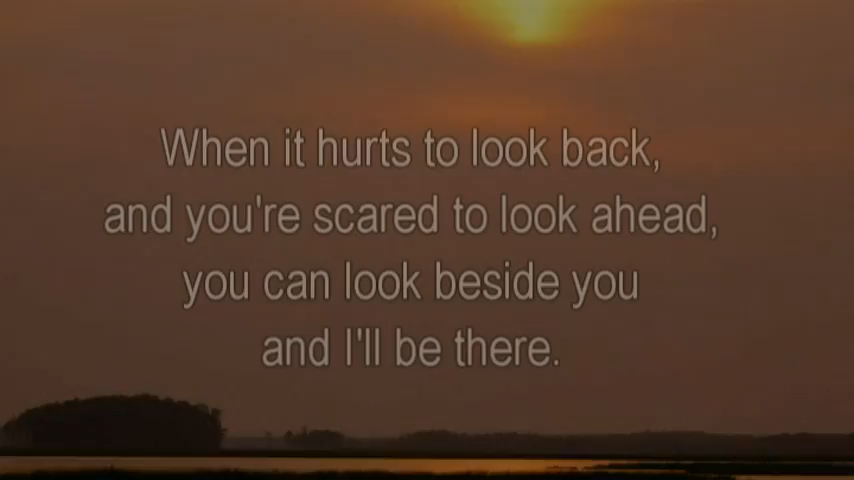 When it hurts to look back,
and you're scared to look ahead,
you can look beside you
and I'll be there.